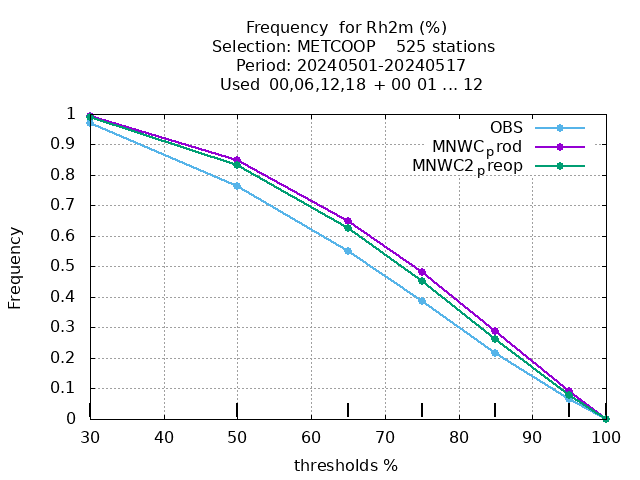 Frequency for Rh2m (%)
Selection: METCOOP 525 stations
Period: 20240501-20240517
Used 00,06,12,18 + 00 01 ... 12
OBS
MNWCprod
MNWC2preop
1
0.9
0.8
0.7
0.6
0.5
0.4
0.3
0.2
0.1
0
Frequency
30 40 50 60 70 80 90 100
thresholds %